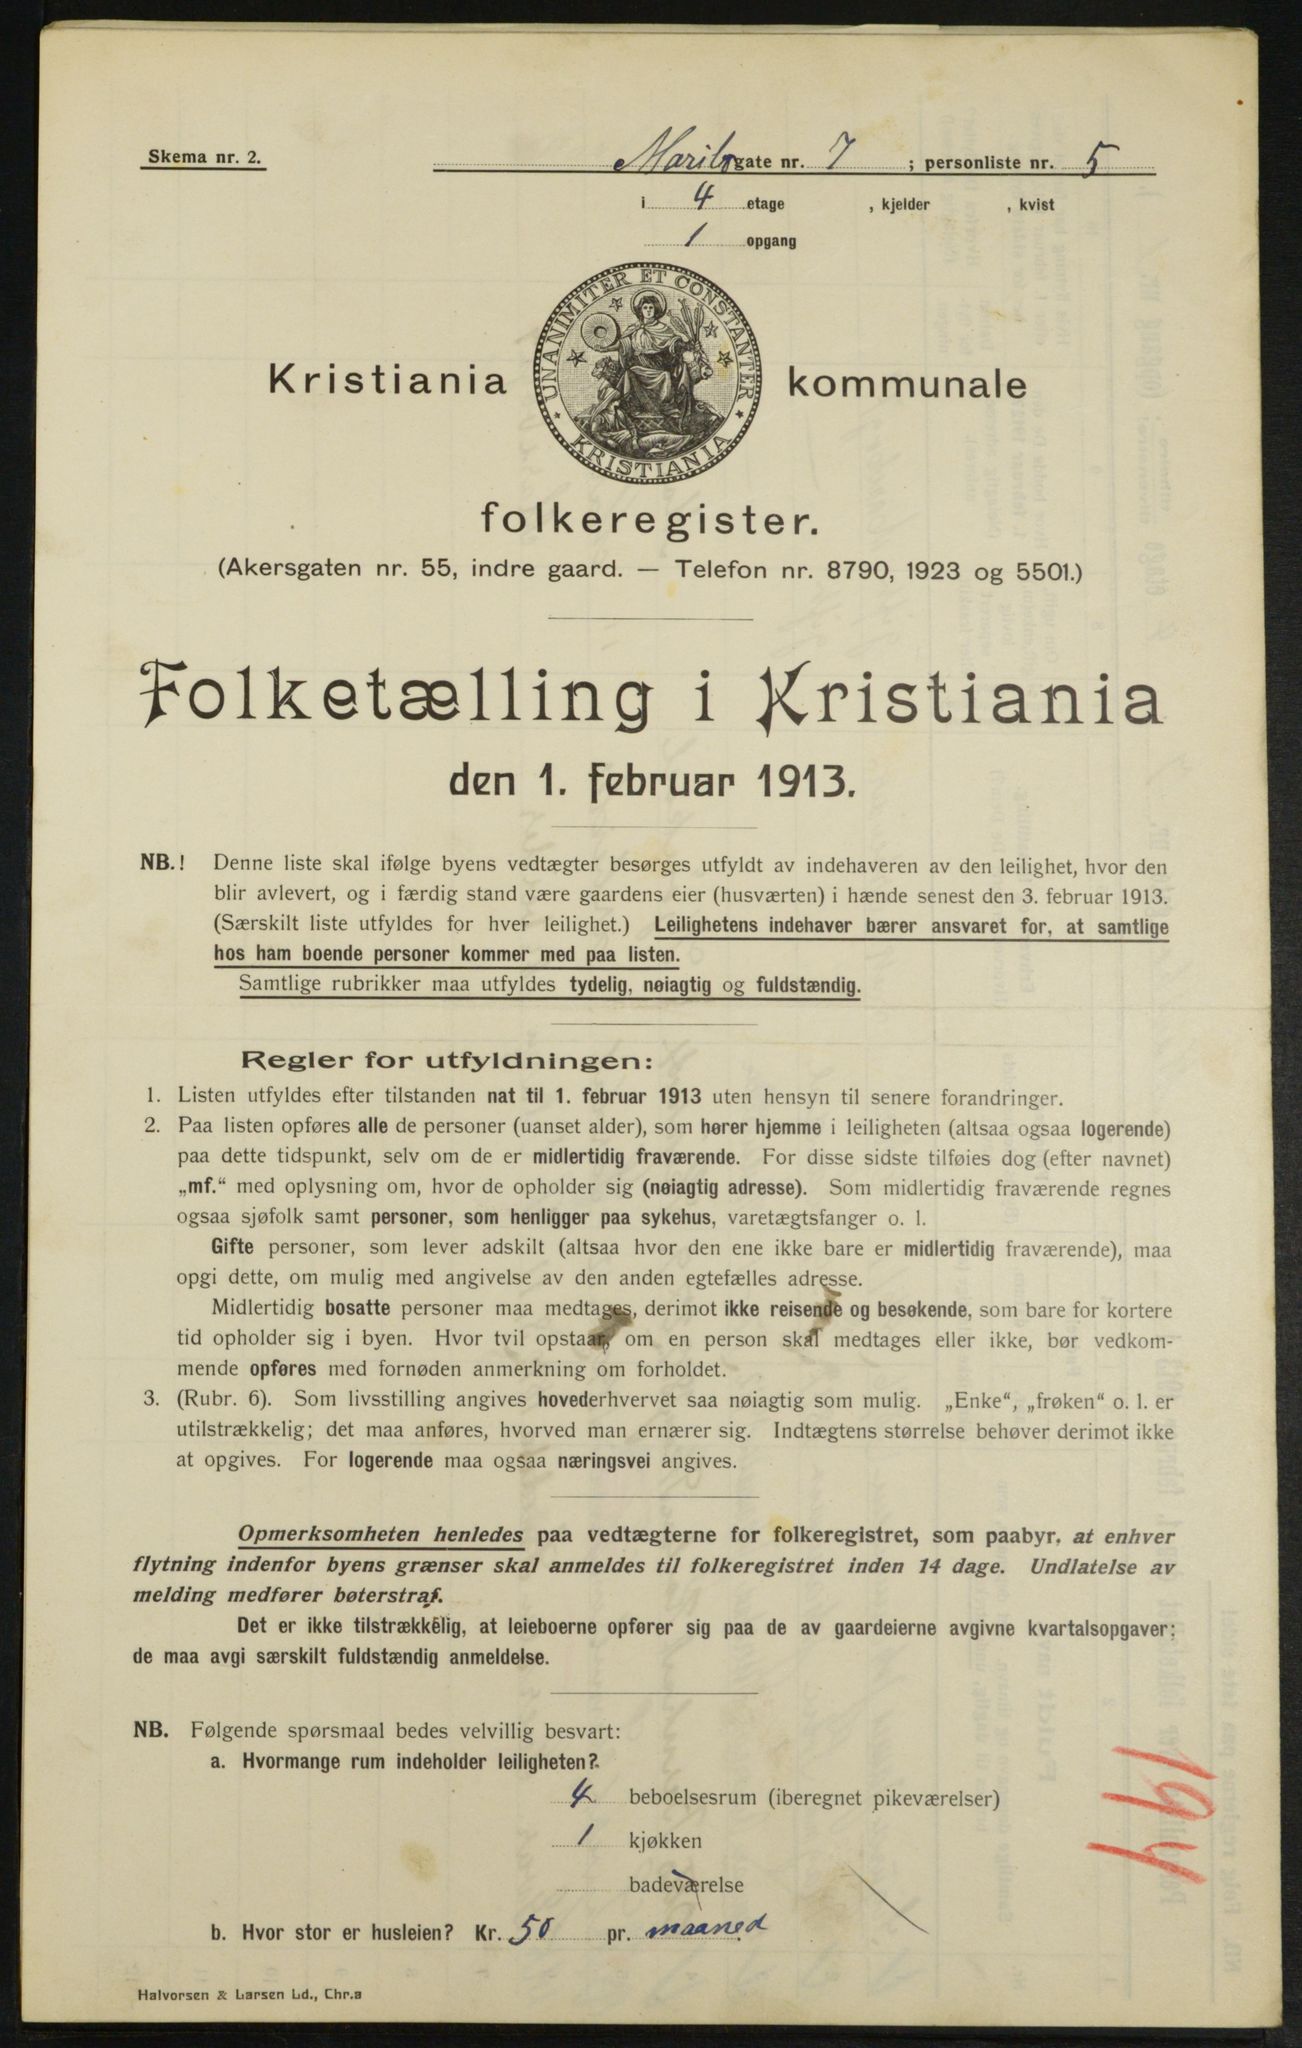 Skema nr. 2.
Maribogate nr. 7 ; personliste nr. 5
i 4 etage , kjelder , kvist
1 opgang
UNANIMITER ET CONSTANTER
KRISTIANIA
Kristiania kommunale
folkeregister.
(Akersgaten nr. 55, indre gaard. — Telefon nr. 8790, 1923 og 5501.)
Folketælling i Kristiania
den 1. februar 1913.
NB.! Denne liste skal ifølge byens vedtægter besørges utfyldt av indehaveren av den leilighet, hvor den
blir avlevert, og i færdig stand være gaardens eier (husværten) i hænde senest den 3. februar 1913.
(Særskilt liste utfyldes for hver leilighet.) Leilighetens indehaver bærer ansvaret for, at samtlige
hos ham boende personer kommer med paa listen.
Samtlige rubrikker maa utfyldes tydelig, nøiagtig og fuldstændig.
Regler for utfyldningen:
1. Listen utfyldes efter tilstanden nat til 1. februar 1913 uten hensyn til senere forandringer.
2. Paa listen opføres alle de personer (uanset alder), som hører hjemme i leiligheten (altsaa ogsaa logerende)
paa dette tidspunkt, selv om de er midlertidig fraværende. For disse sidste tilføies dog (efter navnet)
„mf.“ med oplysning om, hvor de opholder sig (nøiagtig adresse). Som midlertidig fraværende regnes
ogsaa sjøfolk samt personer, som henligger paa sykehus, varetægtsfanger o. l.
Gifte personer, som lever adskilt (altsaa hvor den ene ikke bare er midlertidig fraværende), maa
opgi dette, om mulig med angivelse av den anden egtefælles adresse.
Midlertidig bosatte personer maa medtages, derimot ikke reisende og besøkende, som bare for kortere
tid opholder sig i byen. Hvor tvil opstaar, om en person skal medtages eller ikke, bør vedkom-
mende opføres med fornøden anmerkning om forholdet.
3. (Rubr. 6). Som livsstilling angives hovederhvervet saa nøiagtig som mulig. „Enke“, „frøken“ o. l. er
utilstrækkelig; det maa anføres, hvorved man ernærer sig. Indtægtens størrelse behøver derimot ikke
at opgives. For logerende maa ogsaa næringsvei angives.
Opmerksomheten henledes paa vedtægterne for folkeregistret, som paabyr, at enhver
flytning indenfor byens grænser skal anmeldes til folkeregistret inden 14 dage. Undlatelse av
melding medfører bøterstraf.
Det er ikke tilstrækkelig, at leieboerne opfører sig paa de av gaardeierne avgivne kvartalsopgaver;
de maa avgi særskilt fuldstændig anmeldelse.
NB. Følgende spørsmaal bedes velvillig besvart:
a. Hvormange rum indeholder leiligheten?
4 beboelsesrum (iberegnet pikeværelser)
1 kjøkken
badeværelse
b. Hvor stor er husleien? Kr. 50 pr. maaned
Halvorsen & Larsen Ld., Chr.a